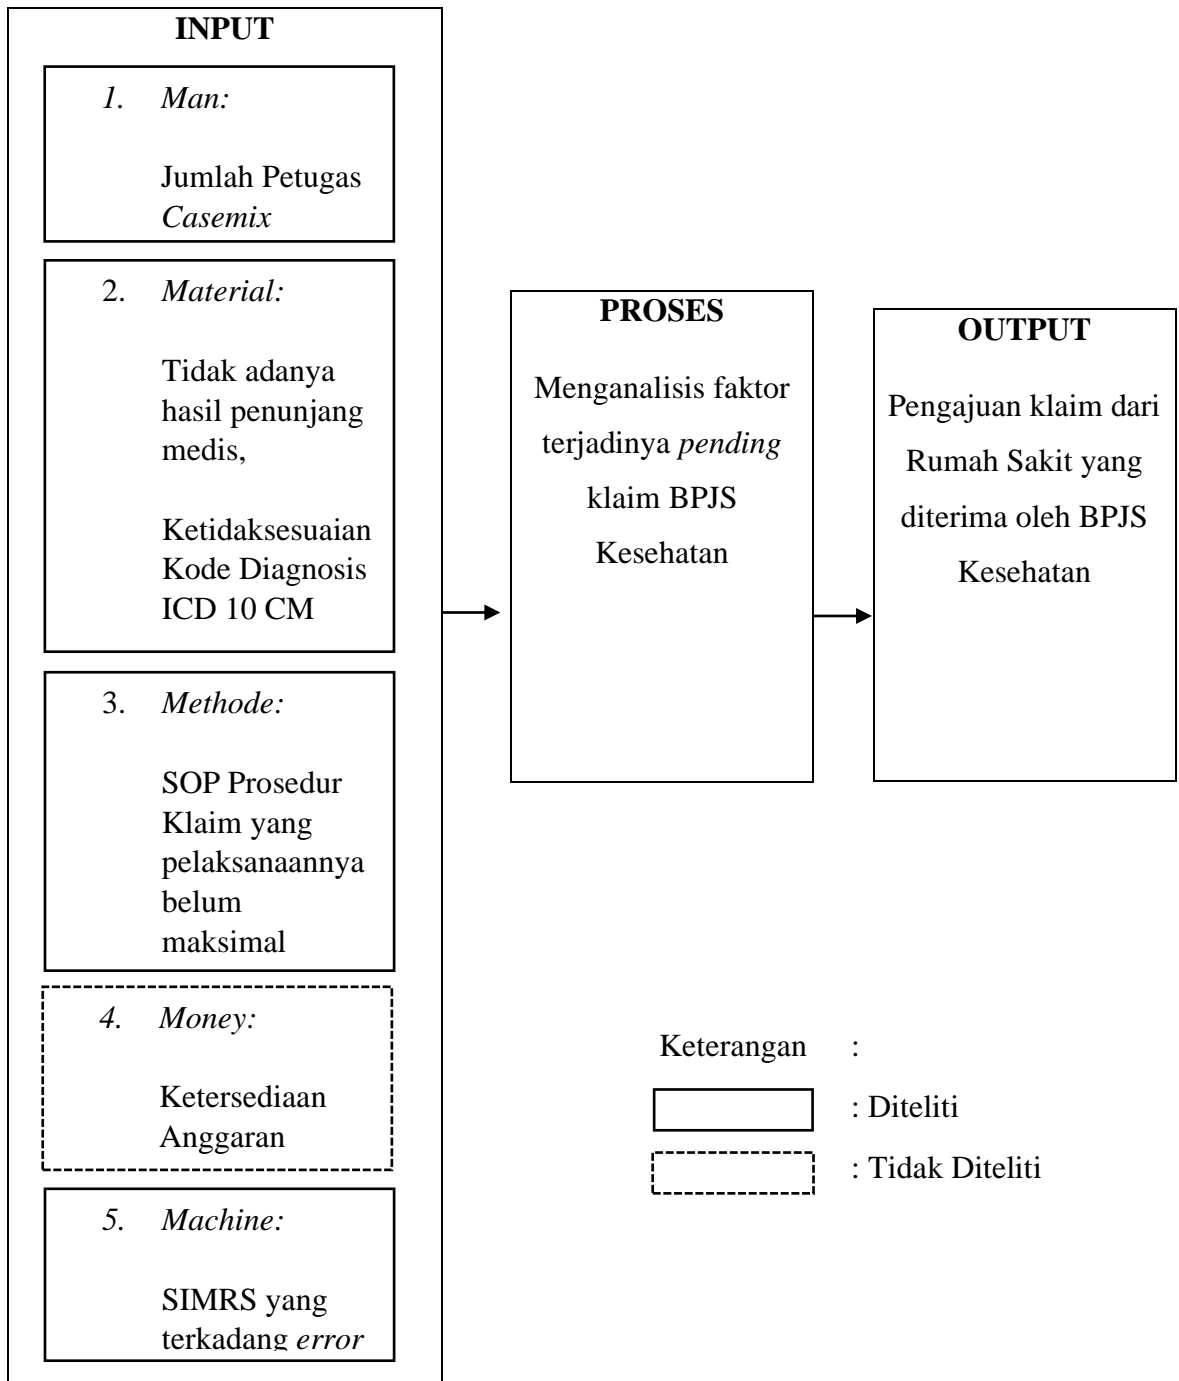 INPUT
1. Man:
Jumlah Petugas
Casemix
2. Material:
Tidak adanya
hasil penunjang
medis,
Ketidaksesuaian
Kode Diagnosis
ICD 10 CM
3. Methode:
SOP Prosedur
Klaim yang
pelaksanaannya
belum
maksimal
4. Money:
Ketersediaan
Anggaran
5. Machine:
SIMRS yang
terkadang error
PROSES
Menganalisis faktor
terjadinya pending
klaim BPJS
Kesehatan
OUTPUT
Pengajuan klaim dari
Rumah Sakit yang
diterima oleh BPJS
Kesehatan
Keterangan :
: Diteliti
: Tidak Diteliti